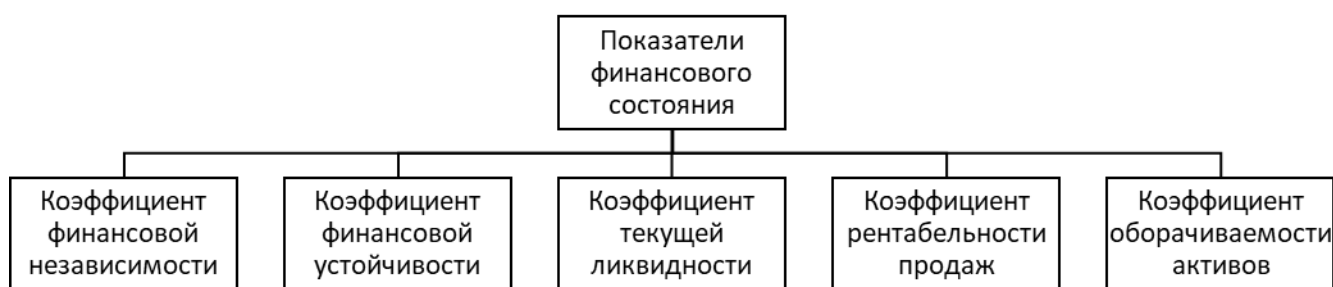 Показатели
финансового
состояния
Коэффициент
финансовой
независимости
Коэффициент
финансовой
устойчивости
Коэффициент
текущей
ликвидности
Коэффициент
рентабельности
продаж
Коэффициент
оборачиваемости
активов